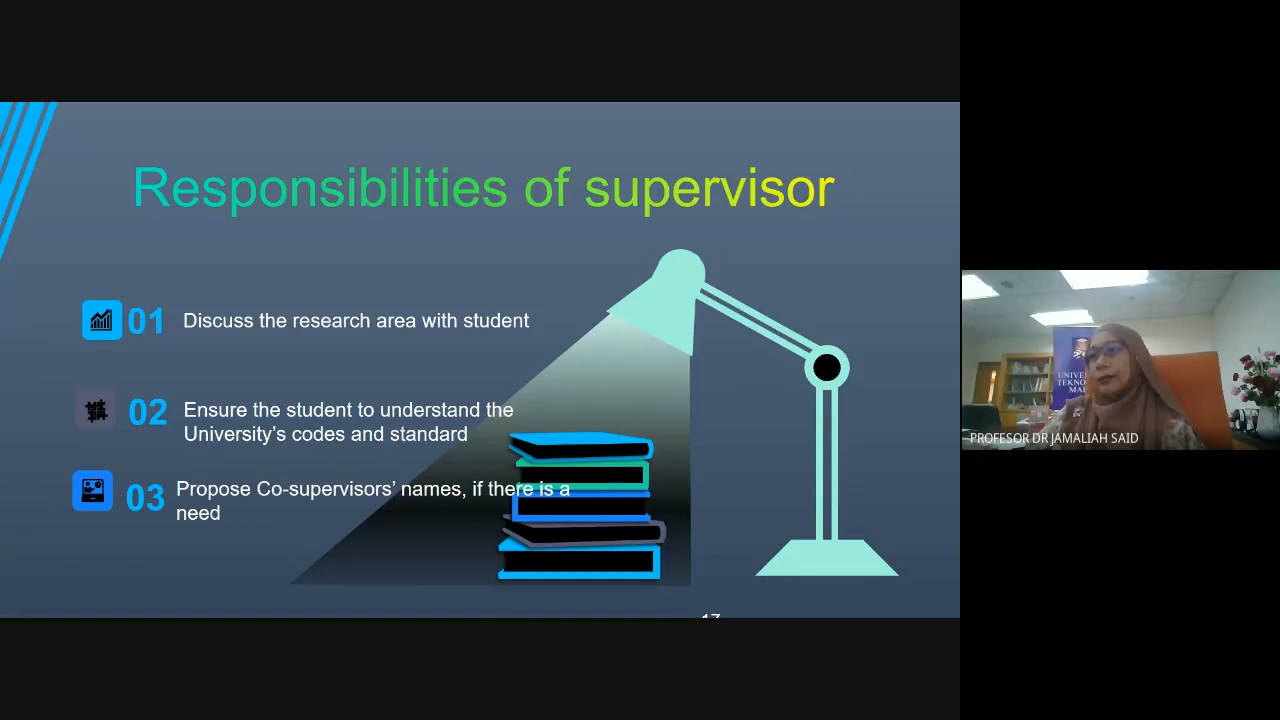 Responsibilities of supervisor
01 Discuss the research area with student
02 Ensure the student to understand the
University’s codes and standard
03 Propose Co-supervisors’ names, if there is a
need
17
PROFESOR DR JAMALIAH SAID